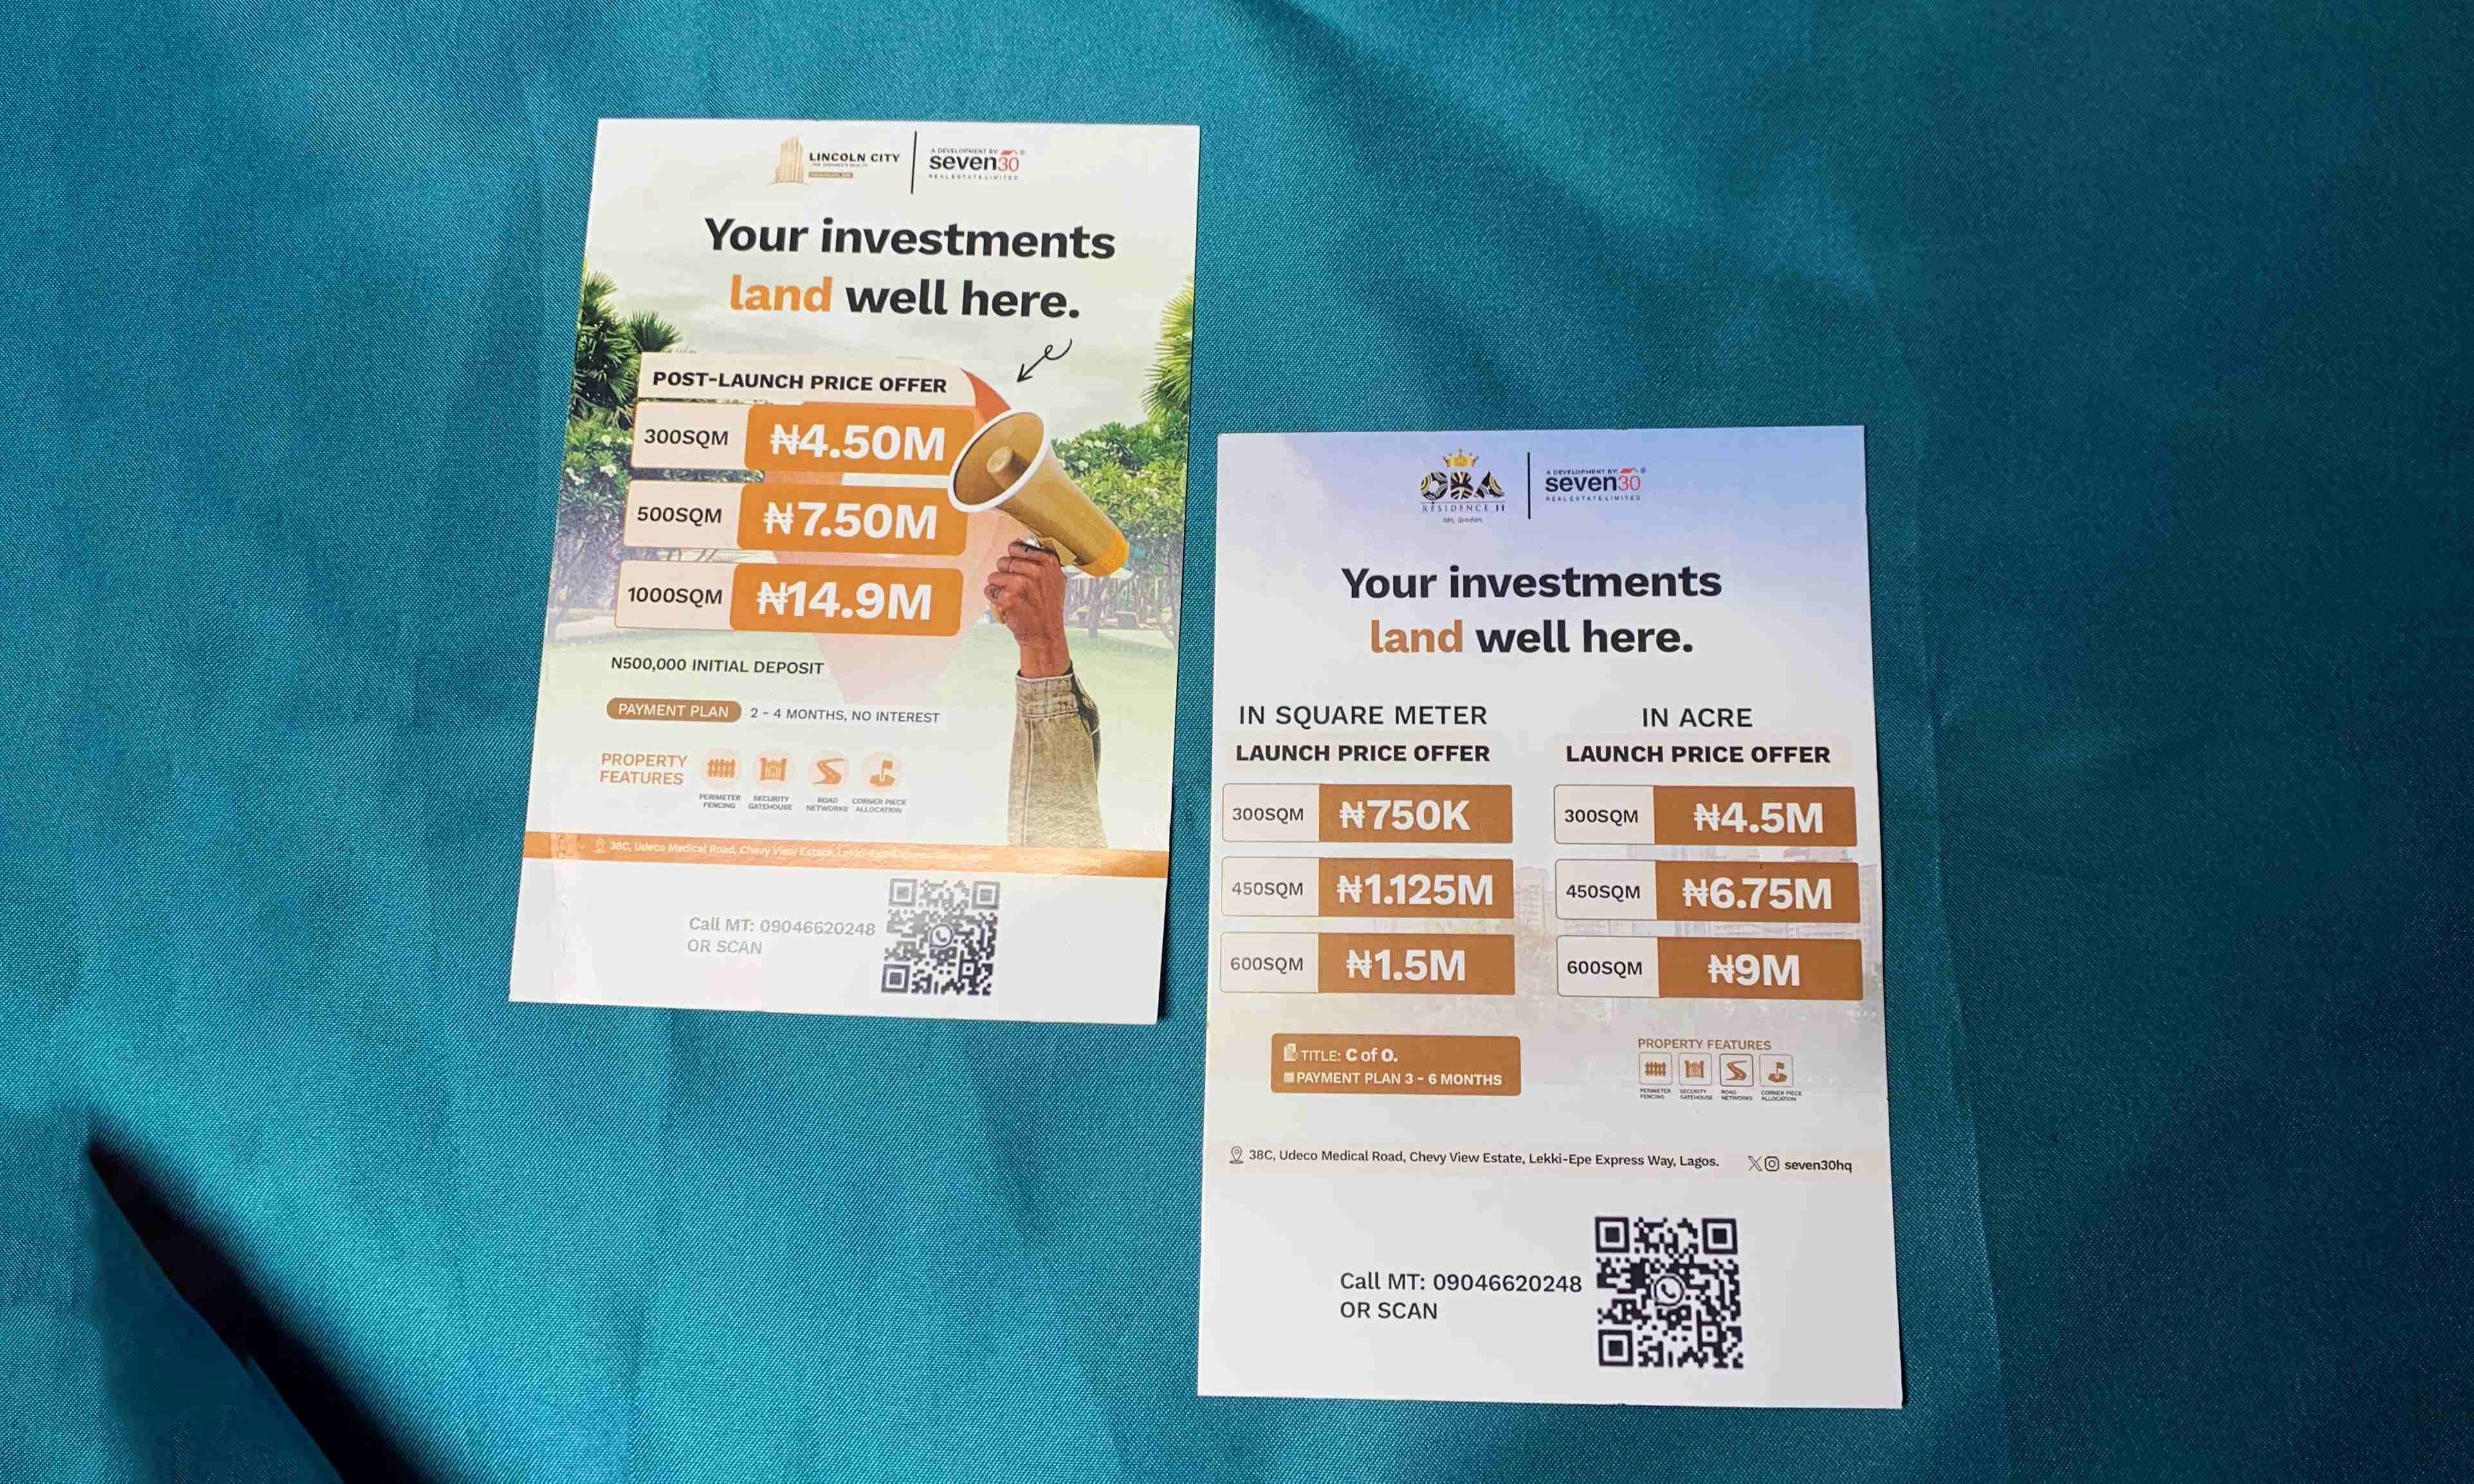 LINCOLN CITY
A DEVELOPMENT BY:
seven30
REAL ESTATE LIMITED
Your investments
land well here.
POST-LAUNCH PRICE OFFER
300SQM ₦4.50M
500SQM ₦7.50M
1000SQM ₦14.9M
N500,000 INITIAL DEPOSIT
PAYMENT PLAN 2 - 4 MONTHS, NO INTEREST
PROPERTY
FEATURES
PERIMETER
FENCING
SECURITY
GATEHOUSE
ROAD
NETWORKS
CORNER PIECE
ALLOCATION
38C, Udeco Medical Road, Chevy View Estate, Lekki-Epe
Call MT: 09046620248
OR SCAN
OBA
RESIDENCE II
Ido, Ibadan.
A DEVELOPMENT BY:
seven30
REAL ESTATE LIMITED
Your investments
land well here.
IN SQUARE METER
LAUNCH PRICE OFFER
300SQM ₦750K
450SQM ₦1.125M
600SQM ₦1.5M
IN ACRE
LAUNCH PRICE OFFER
300SQM ₦4.5M
450SQM ₦6.75M
600SQM ₦9M
TITLE: C of O.
PAYMENT PLAN 3 - 6 MONTHS
PROPERTY FEATURES
PERIMETER
FENCING
SECURITY
GATEHOUSE
ROAD
NETWORKS
CORNER PIECE
ALLOCATION
38C, Udeco Medical Road, Chevy View Estate, Lekki-Epe Express Way, Lagos. seven30hq
Call MT: 09046620248
OR SCAN